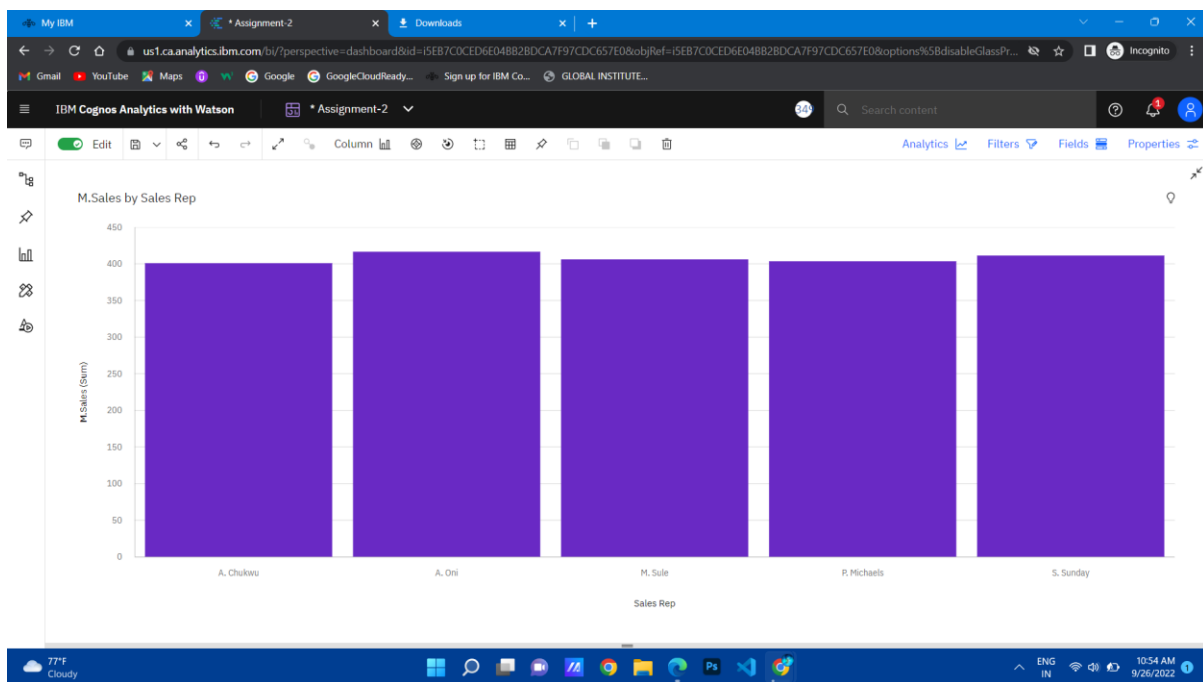 My IBM
* Assignment-2
Downloads
us1.ca.analytics.ibm.com/bi/?perspective=dashboard&id=i5EB7C0CED6E04BB2BDCA7F97CDC657E0&objRef=i5EB7C0CED6E04BB2BDCA7F97CDC657E0&options%5BdisableGlassPr...
Incognito
Gmail
YouTube
Maps
Google
GoogleCloudReady...
Sign up for IBM Co...
GLOBAL INSTITUTE...
IBM Cognos Analytics with Watson
* Assignment-2
349
Search content
1
Edit
Column
Analytics
Filters
Fields
Properties
M.Sales by Sales Rep
450
400
350
300
250
200
150
100
50
0
M.Sales (Sum)
A. Chukwu
A. Oni
M. Sule
P. Michaels
S. Sunday
Sales Rep
77°F
Cloudy
Ps
ENG
IN
10:54 AM
9/26/2022
1